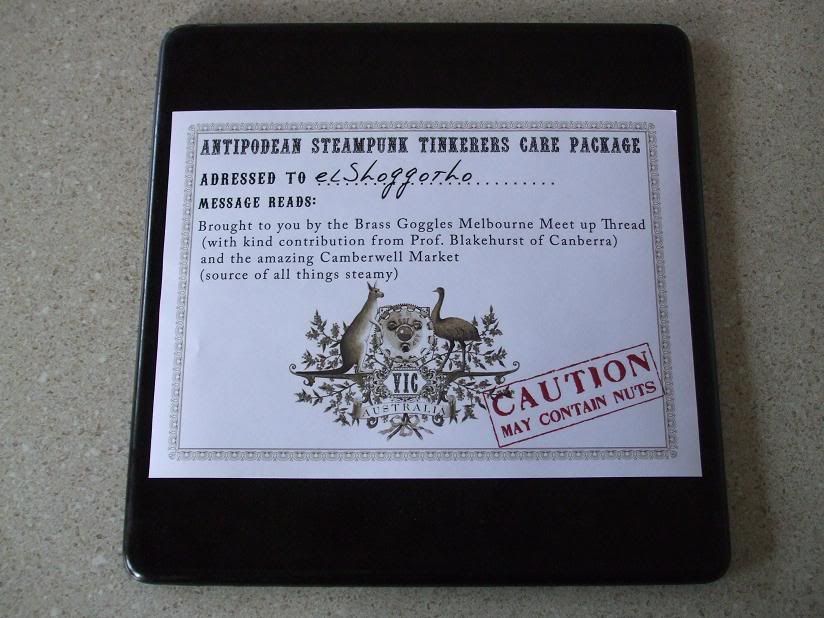 ANTIPODEAN STEAMPUNK TINKERERS CARE PACKAGE
ADRESSED TO elShoggotho
MESSAGE READS:
Brought to you by the Brass Goggles Melbourne Meet up Thread
(with kind contribution from Prof. Blakehurst of Canberra)
and the amazing Camberwell Market
(source of all things steamy)
VIC
AUSTRALIA
CAUTION
MAY CONTAIN NUTS